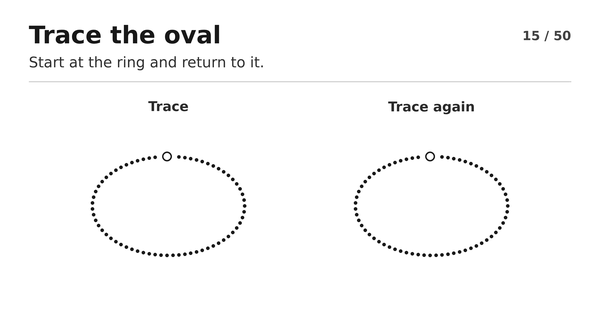 Trace the oval
15 / 50
Start at the ring and return to it.
Trace
Trace again